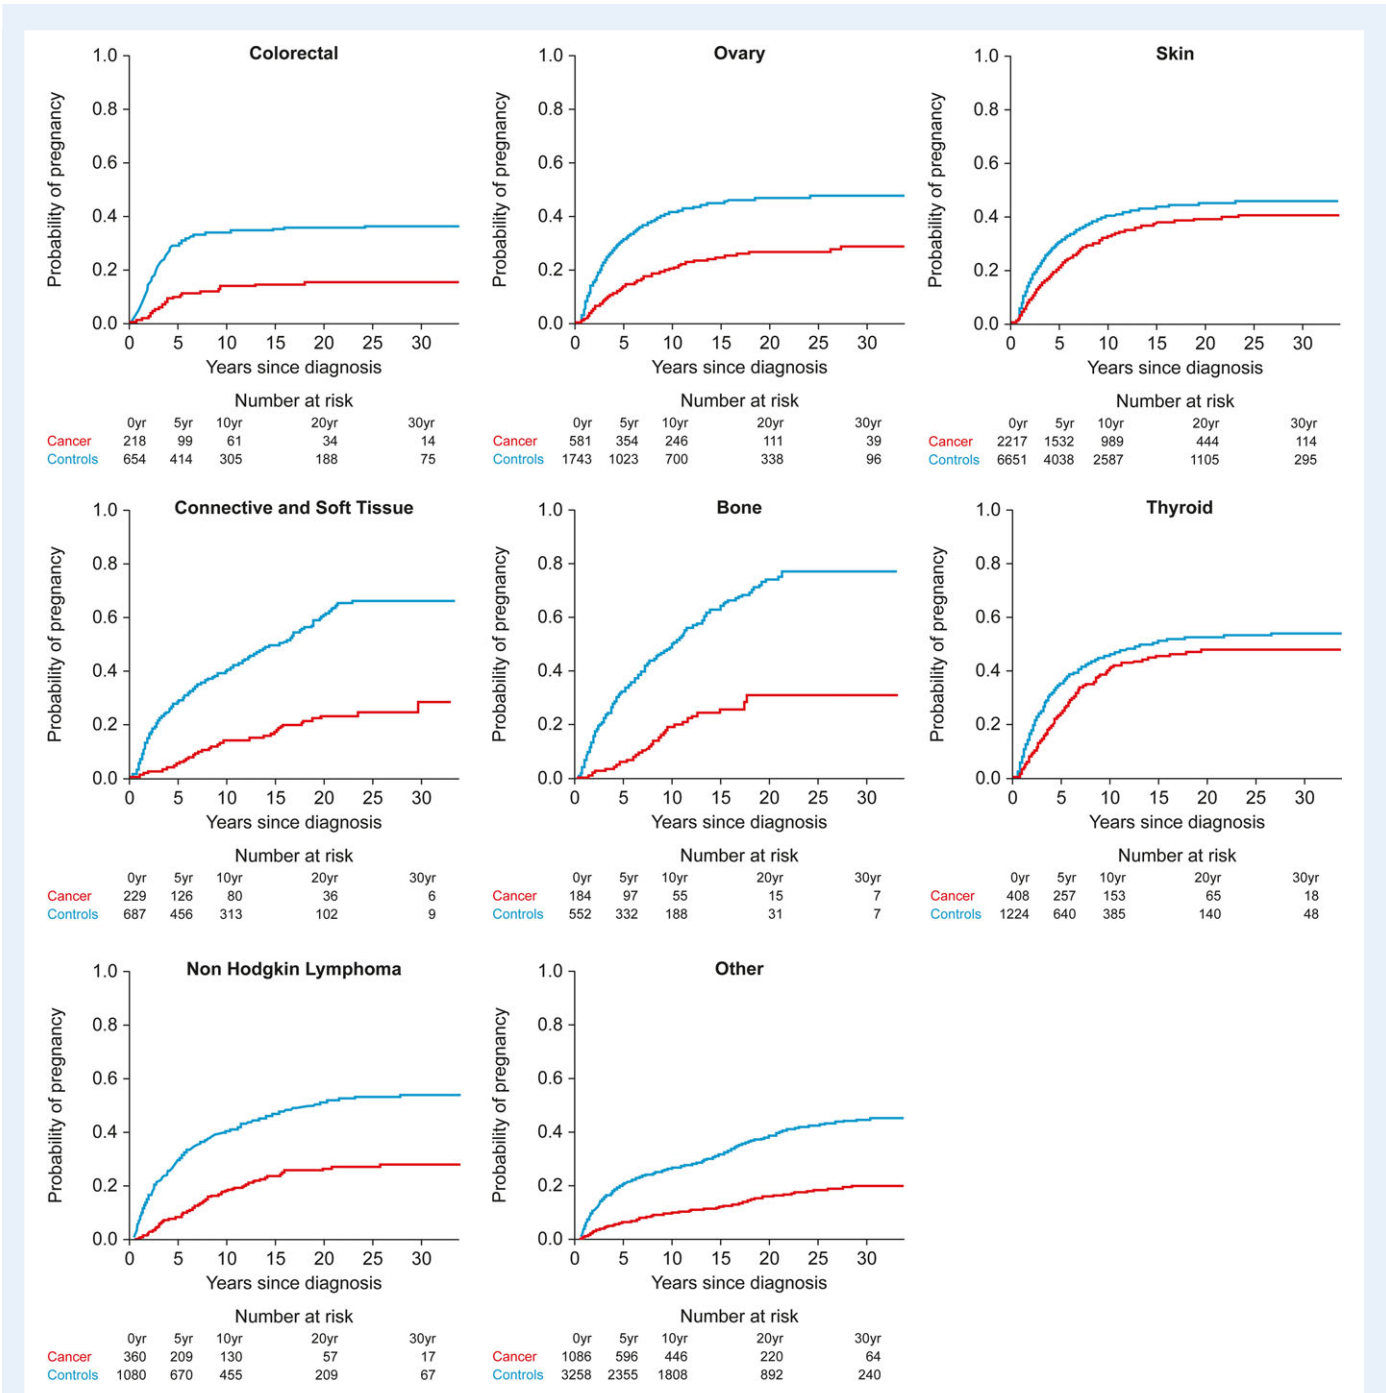 Colorectal
Probability of pregnancy
1.0
0.8
0.6
0.4
0.2
0.0
0 5 10 15 20 25 30
Years since diagnosis
Number at risk
0yr 5yr 10yr 20yr 30yr
Cancer 218 99 61 34 14
Controls 654 414 305 188 75
Ovary
Probability of pregnancy
1.0
0.8
0.6
0.4
0.2
0.0
0 5 10 15 20 25 30
Years since diagnosis
Number at risk
0yr 5yr 10yr 20yr 30yr
Cancer 581 354 246 111 39
Controls 1743 1023 700 338 96
Skin
Probability of pregnancy
1.0
0.8
0.6
0.4
0.2
0.0
0 5 10 15 20 25 30
Years since diagnosis
Number at risk
0yr 5yr 10yr 20yr 30yr
Cancer 2217 1532 989 444 114
Controls 6651 4038 2587 1105 295
Connective and Soft Tissue
Probability of pregnancy
1.0
0.8
0.6
0.4
0.2
0.0
0 5 10 15 20 25 30
Years since diagnosis
Number at risk
0yr 5yr 10yr 20yr 30yr
Cancer 229 126 80 36 6
Controls 687 456 313 102 9
Bone
Probability of pregnancy
1.0
0.8
0.6
0.4
0.2
0.0
0 5 10 15 20 25 30
Years since diagnosis
Number at risk
0yr 5yr 10yr 20yr 30yr
Cancer 184 97 55 15 7
Controls 552 332 188 31 7
Thyroid
Probability of pregnancy
1.0
0.8
0.6
0.4
0.2
0.0
0 5 10 15 20 25 30
Years since diagnosis
Number at risk
0yr 5yr 10yr 20yr 30yr
Cancer 408 257 153 65 18
Controls 1224 640 385 140 48
Non Hodgkin Lymphoma
Probability of pregnancy
1.0
0.8
0.6
0.4
0.2
0.0
0 5 10 15 20 25 30
Years since diagnosis
Number at risk
0yr 5yr 10yr 20yr 30yr
Cancer 360 209 130 57 17
Controls 1080 670 455 209 67
Other
Probability of pregnancy
1.0
0.8
0.6
0.4
0.2
0.0
0 5 10 15 20 25 30
Years since diagnosis
Number at risk
0yr 5yr 10yr 20yr 30yr
Cancer 1086 596 446 220 64
Controls 3258 2355 1808 892 240